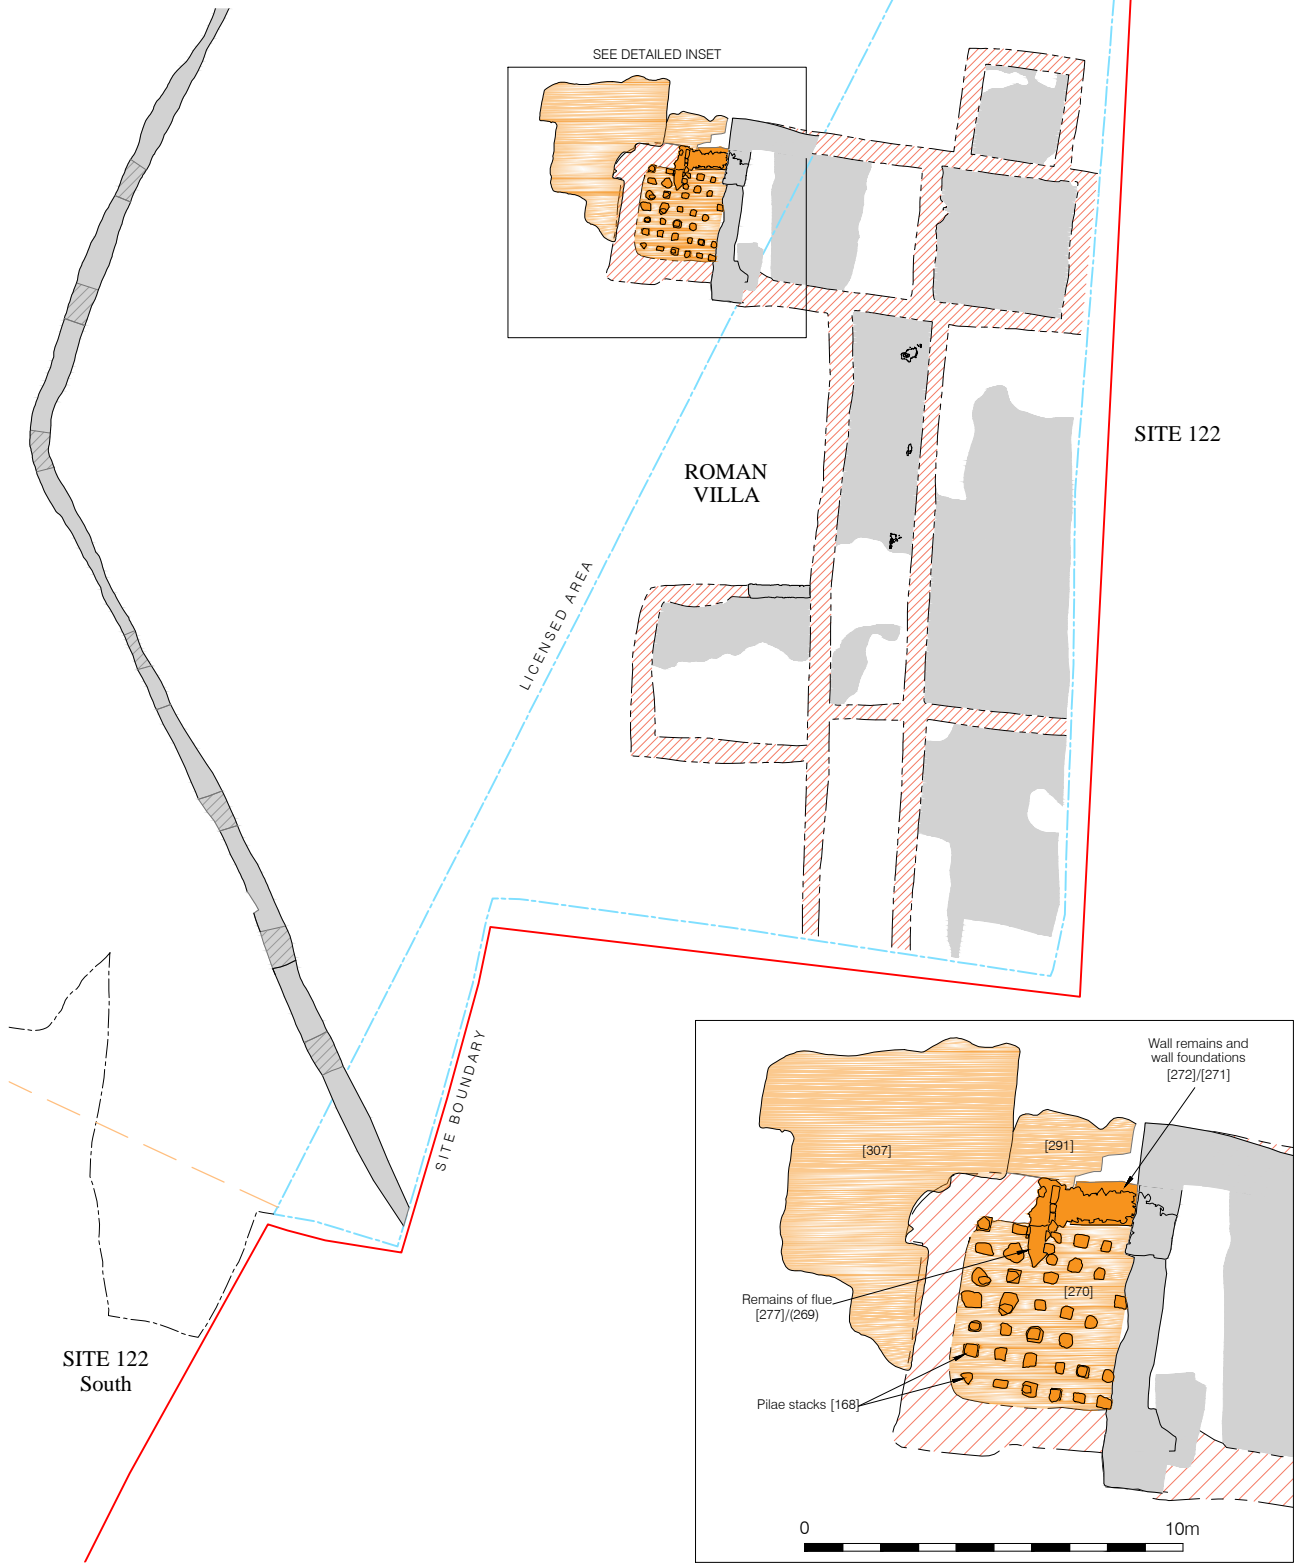 SEE DETAILED INSET
SITE 122
ROMAN
VILLA
LICENSED AREA
SITE BOUNDARY
SITE 122
South
Wall remains and
wall foundations
[272]/[271]
[307]
[291]
[270]
Remains of flue
[277]/(269)
Pilae stacks [168]
0
10m